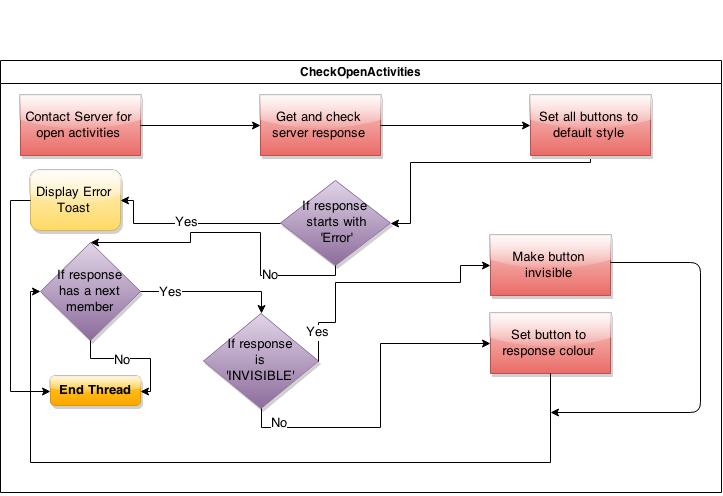 CheckOpenActivities
Contact Server for
open activities
Get and check
server response
Set all buttons to
default style
Display Error
Toast
Yes
If response
starts with
'Error'
No
If response
has a next
member
Yes
Make button
invisible
Yes
If response
is
'INVISIBLE'
Set button to
response colour
No
End Thread
No